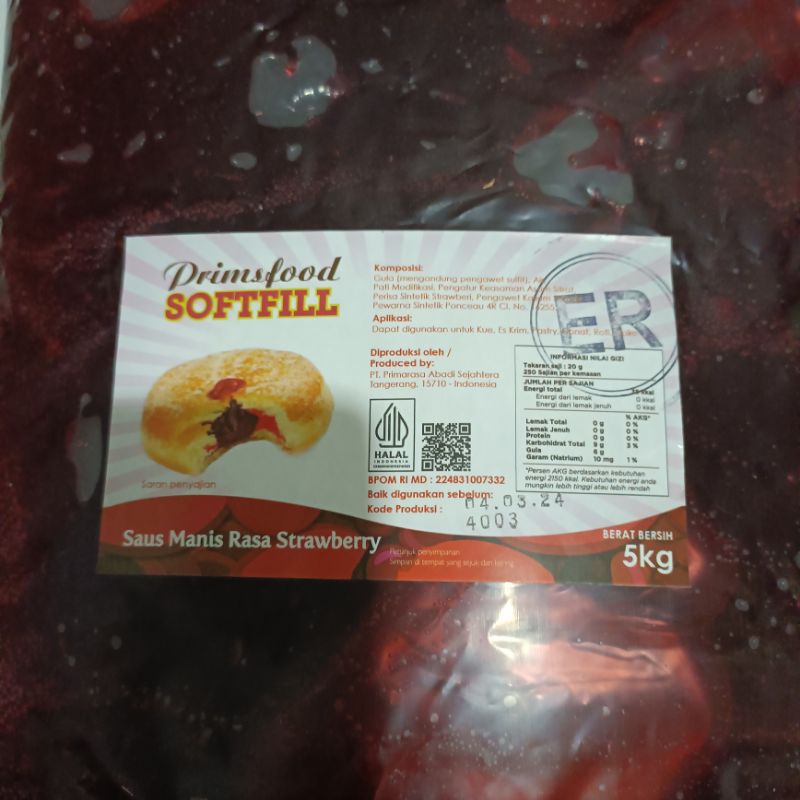 Primsfood
SOFTFILL
Saran penyajian
Saus Manis Rasa Strawberry
Komposisi:
Gula (mengandung pengawet sulfit), Air,
Pati Modifikasi, Pengatur Keasaman Asam Sitrat,
Perisa Sintetik Stroberi, Pengawet
Pewarna Sintetik Ponceau 4R CI. No. 16255
Aplikasi:
Dapat digunakan untuk Kue, Es Krim, Pastry, Donat, Roti,
ER
Diproduksi oleh /
Produced by:
PT. Primarasa Abadi Sejahtera
Tangerang, 15710 - Indonesia
HALAL
INDONESIA
BPOM RI MD : 224831007332
Baik digunakan sebelum:
04.03.24
Kode Produksi :
4003
Petunjuk penyimpanan
Simpan di tempat yang sejuk dan kering
INFORMASI NILAI GIZI
Takaran saji : 20 g
250 Sajian per kemasan
JUMLAH PER SAJIAN
Energi total kkal
Energi dari lemak 0 kkal
Energi dari lemak jenuh 0 kkal
% AKG*
Lemak Total 0 g 0 %
Lemak Jenuh 0 g 0 %
Protein 0 g 0 %
Karbohidrat Total 9 g 3 %
Gula 6 g
Garam (Natrium) 10 mg 1 %
*Persen AKG berdasarkan kebutuhan
energi 2150 kkal. Kebutuhan energi anda
mungkin lebih tinggi atau lebih rendah
BERAT BERSIH
5kg